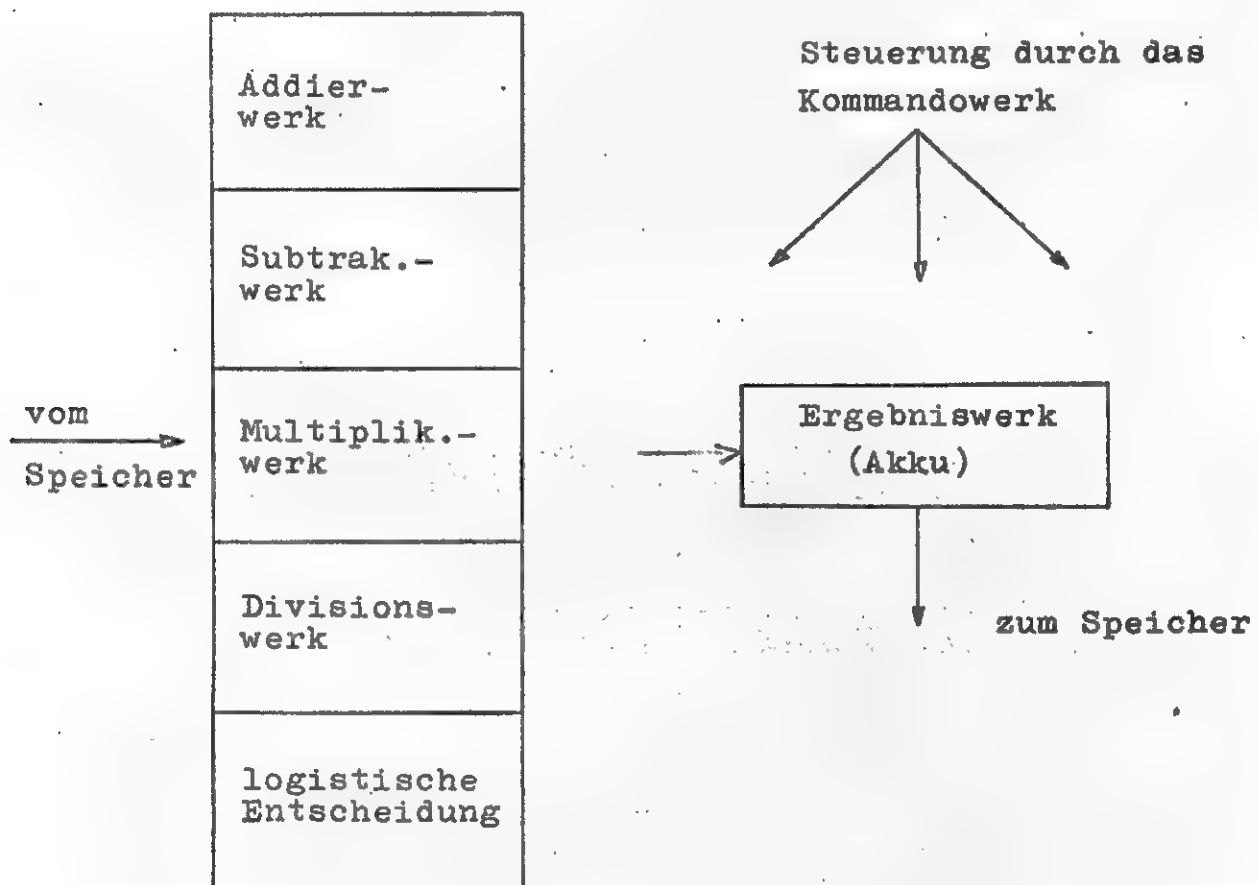 Addier-
werk
Subtrak.-
werk
Multiplik.-
werk
Divisions-
werk
logistische
Entscheidung
vom
Speicher
Steuerung durch das
Kommandowerk
Ergebniswerk
(Akku)
zum Speicher